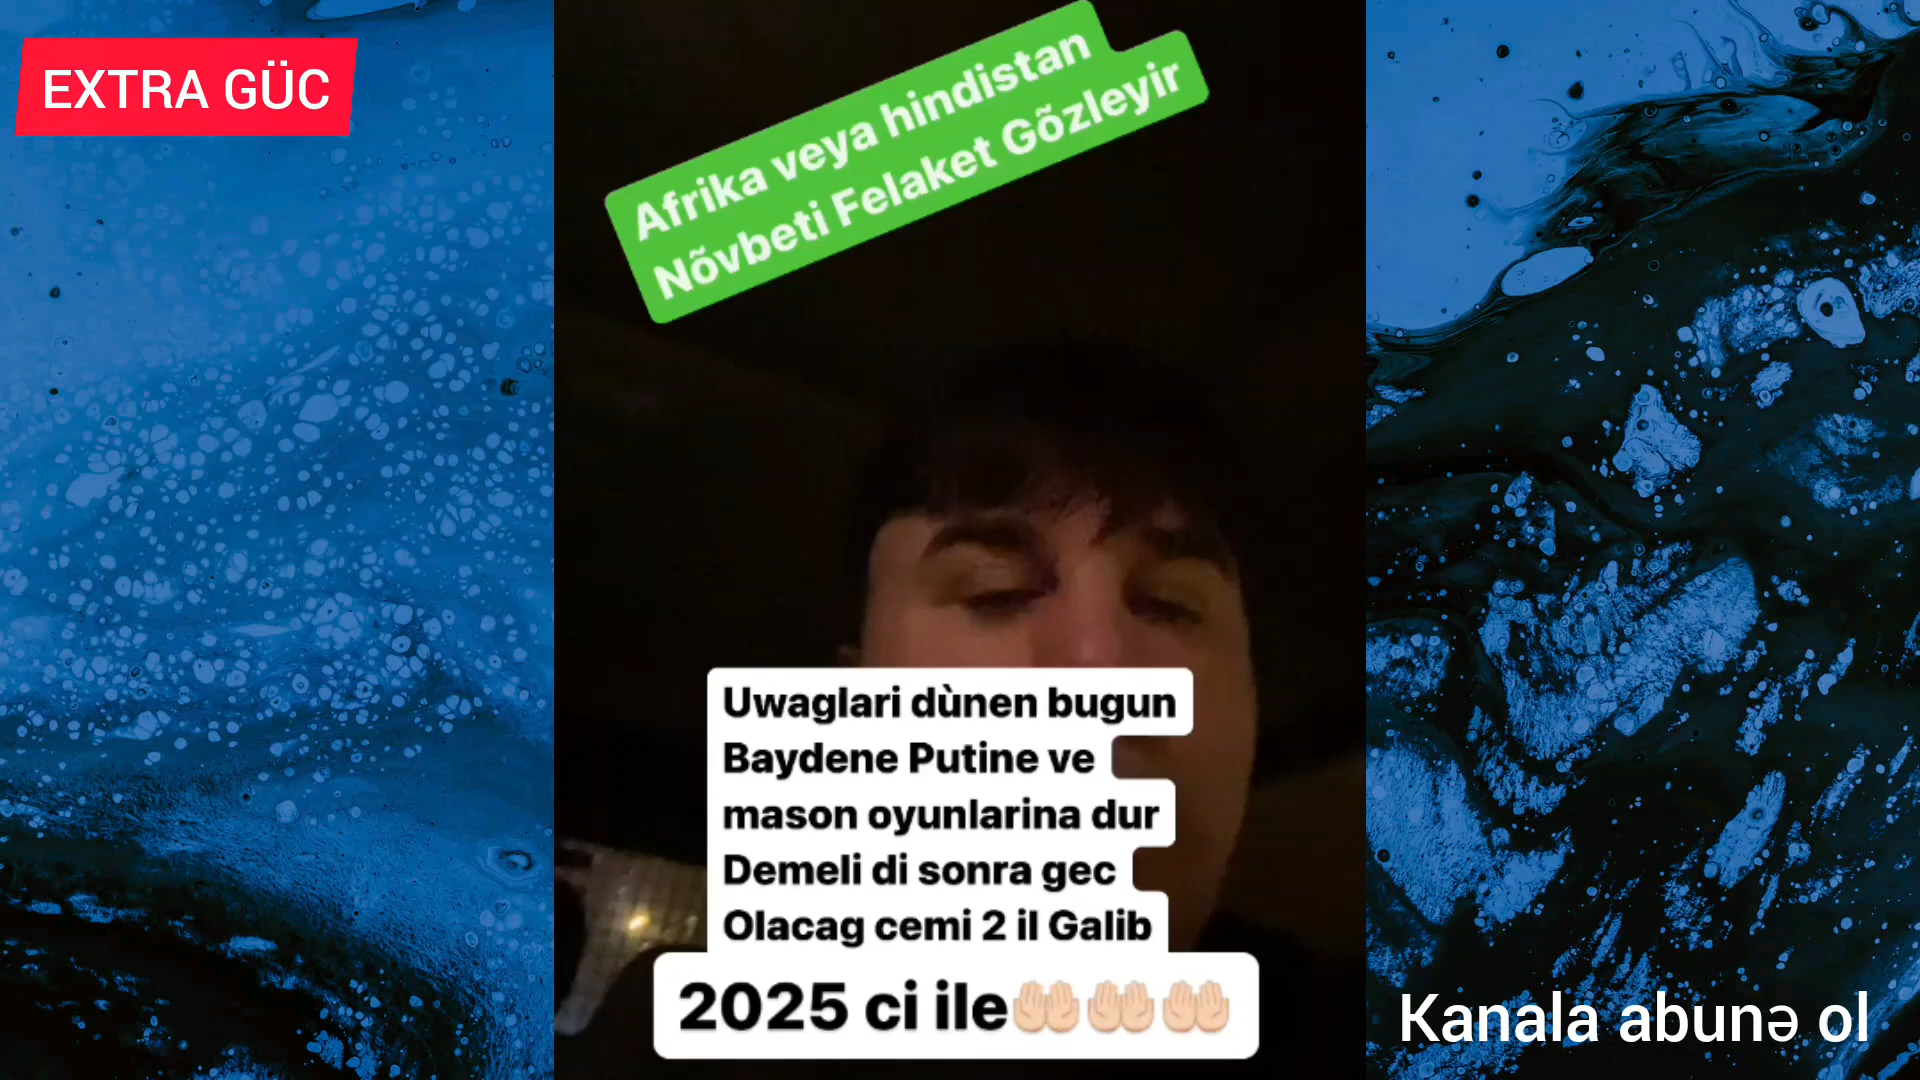 EXTRA GÜC
Afrika veya hindistan
Nõvbeti Felaket Gõzleyir
Uwaglari dùnen bugun
Baydene Putine ve
mason oyunlarina dur
Demeli di sonra gec
Olacag cemi 2 il Galib
2025 ci ile🤲🏻🤲🏻🤲🏻
Kanala abunə ol